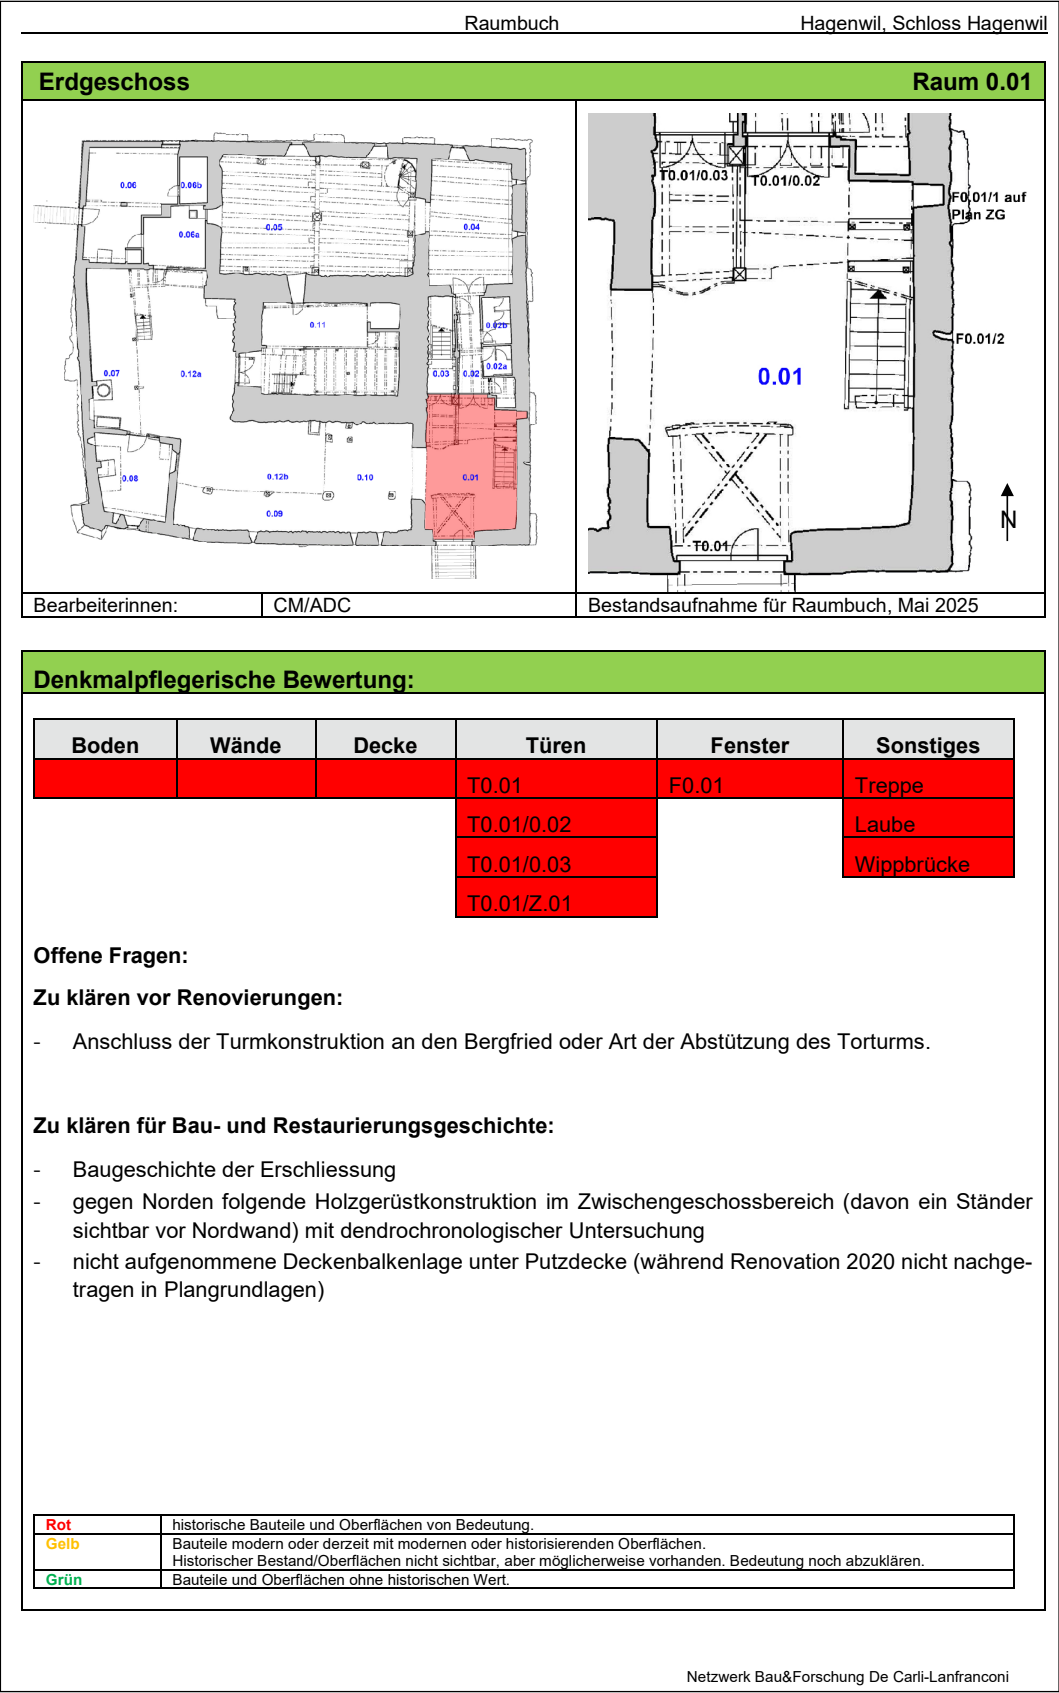 Raumbuch Hagenwil, Schloss Hagenwil
Erdgeschoss Raum 0.01
0.06
0.06b
0.06a
0.05
0.04
0.11
0.02b
0.02a
0.03
0.02
0.07
0.12a
0.08
0.12b
0.10
0.01
0.09
T0.01/0.03
T0.01/0.02
F0.01/1 auf
Plan ZG
F0.01/2
0.01
T0.01
N
Bearbeiterinnen: CM/ADC Bestandsaufnahme für Raumbuch, Mai 2025
Denkmalpflegerische Bewertung:
Boden Wände Decke Türen Fenster Sonstiges
T0.01 F0.01 Treppe
T0.01/0.02 Laube
T0.01/0.03 Wippbrücke
T0.01/Z.01
Offene Fragen:
Zu klären vor Renovierungen:
- Anschluss der Turmkonstruktion an den Bergfried oder Art der Abstützung des Torturms.
Zu klären für Bau- und Restaurierungsgeschichte:
- Baugeschichte der Erschliessung
- gegen Norden folgende Holzgerüstkonstruktion im Zwischengeschossbereich (davon ein Ständer
sichtbar vor Nordwand) mit dendrochronologischer Untersuchung
- nicht aufgenommene Deckenbalkenlage unter Putzdecke (während Renovation 2020 nicht nachge-
tragen in Plangrundlagen)
Rot historische Bauteile und Oberflächen von Bedeutung.
Gelb Bauteile modern oder derzeit mit modernen oder historisierenden Oberflächen.
Historischer Bestand/Oberflächen nicht sichtbar, aber möglicherweise vorhanden. Bedeutung noch abzuklären.
Grün Bauteile und Oberflächen ohne historischen Wert.
Netzwerk Bau&Forschung De Carli-Lanfranconi